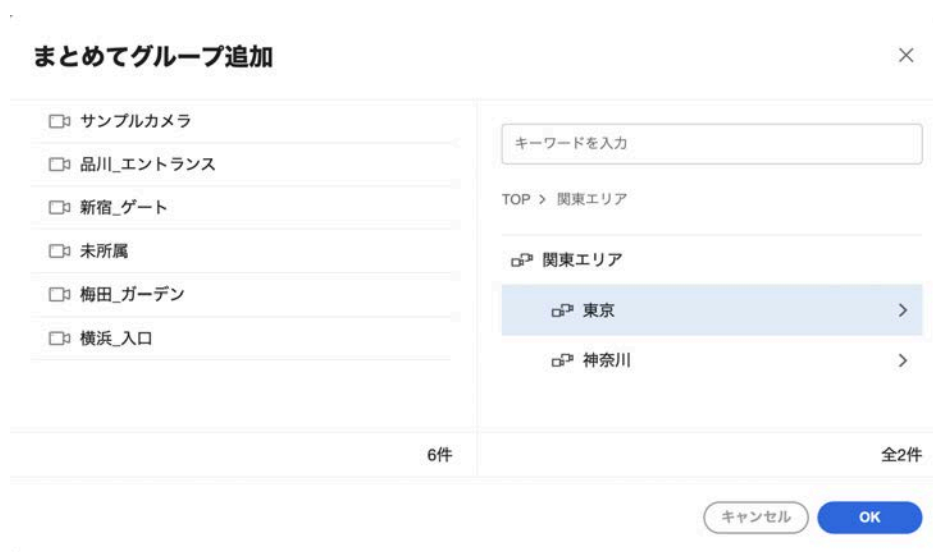 まとめてグループ追加
サンプルカメラ
品川_エントランス
新宿_ゲート
未所属
梅田_ガーデン
横浜_入口
6件
キーワードを入力
TOP > 関東エリア
関東エリア
東京
神奈川
全2件
キャンセル
OK